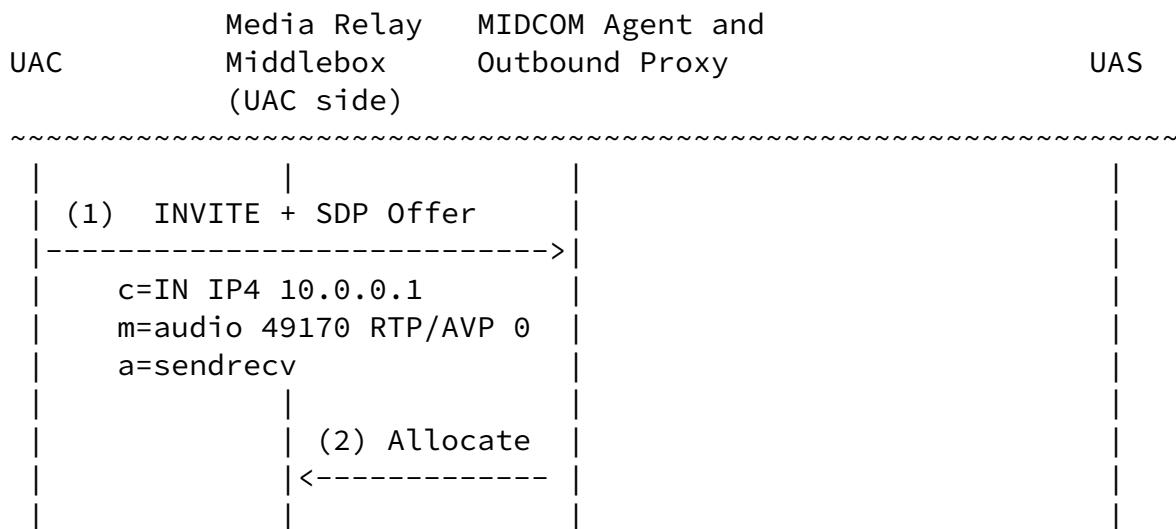 Media Relay MIDCOM Agent and
UAC Middlebox Outbound Proxy UAS
(UAC side)
~~~~~~~~~~~~~~~~~~~~~~~~~~~~~~~~~~~~~~~~~~~~~~~~~~~~~~~~~~~~~~~~~
| | | |
| (1) INVITE + SDP Offer | |
|---------------------------->| |
| c=IN IP4 10.0.0.1 | |
| m=audio 49170 RTP/AVP 0 | |
| a=sendrecv | |
| | | |
| | (2) Allocate | |
| |<------------- | |
| | | |